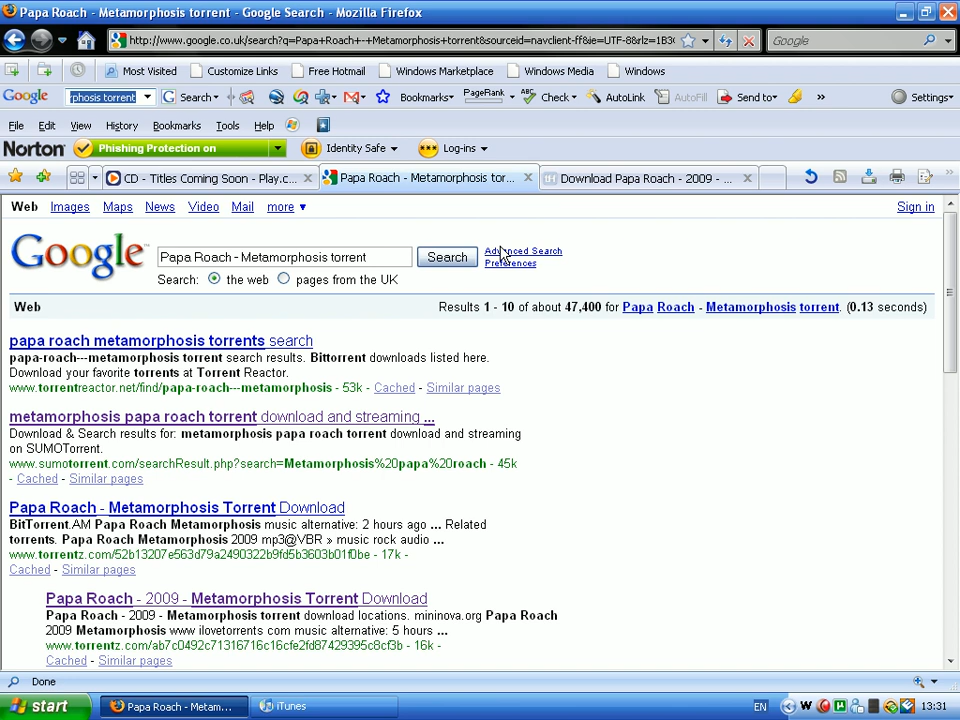 Papa Roach - Metamorphosis torrent - Google Search - Mozilla Firefox
http://www.google.co.uk/search?q=Papa+Roach+-+Metamorphosis+torrent&sourceid=navclient-ff&ie=UTF-8&rlz=1B3G
Google
Most Visited Customize Links Free Hotmail Windows Marketplace Windows Media Windows
Google rphosis torrent G Search Bookmarks PageRank ABC Check AutoLink AutoFill Send to » Settings
File Edit View History Bookmarks Tools Help
Norton Phishing Protection on Identity Safe Log-ins
CD - Titles Coming Soon - Play.c... Papa Roach - Metamorphosis tor... Download Papa Roach - 2009 - ...
Web Images Maps News Video Mail more ▼ Sign in
Google Papa Roach - Metamorphosis torrent Search Advanced Search
Preferences
Search: the web pages from the UK
Web Results 1 - 10 of about 47,400 for Papa Roach - Metamorphosis torrent. (0.13 seconds)
papa roach metamorphosis torrents search
papa-roach---metamorphosis torrent search results. Bittorrent downloads listed here.
Download your favorite torrents at Torrent Reactor.
www.torrentreactor.net/find/papa-roach---metamorphosis - 53k - Cached - Similar pages
metamorphosis papa roach torrent download and streaming ...
Download & Search results for: metamorphosis papa roach torrent download and streaming
on SUMOTorrent.
www.sumotorrent.com/searchResult.php?search=Metamorphosis%20papa%20roach - 45k
- Cached - Similar pages
Papa Roach - Metamorphosis Torrent Download
BitTorrent.AM Papa Roach Metamorphosis music alternative: 2 hours ago ... Related
torrents. Papa Roach Metamorphosis 2009 mp3@VBR » music rock audio ...
www.torrentz.com/52b13207e563d79a2490322b9fd5b3603b01f0be - 17k -
Cached - Similar pages
Papa Roach - 2009 - Metamorphosis Torrent Download
Papa Roach - 2009 - Metamorphosis torrent download locations. mininova.org Papa Roach
2009 Metamorphosis www ilovetorrents com music alternative: 5 hours ...
www.torrentz.com/ab7c0492c71316716c16cfe2fd87429395c8cf3b - 16k -
Cached - Similar pages
Done
start Papa Roach - Metam... iTunes EN 13:31